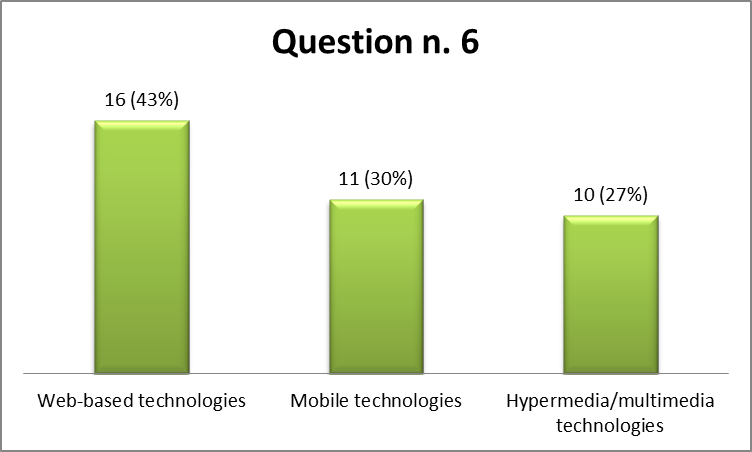 Question n. 6
16 (43%)
11 (30%)
10 (27%)
Web-based technologies
Mobile technologies
Hypermedia/multimedia
technologies